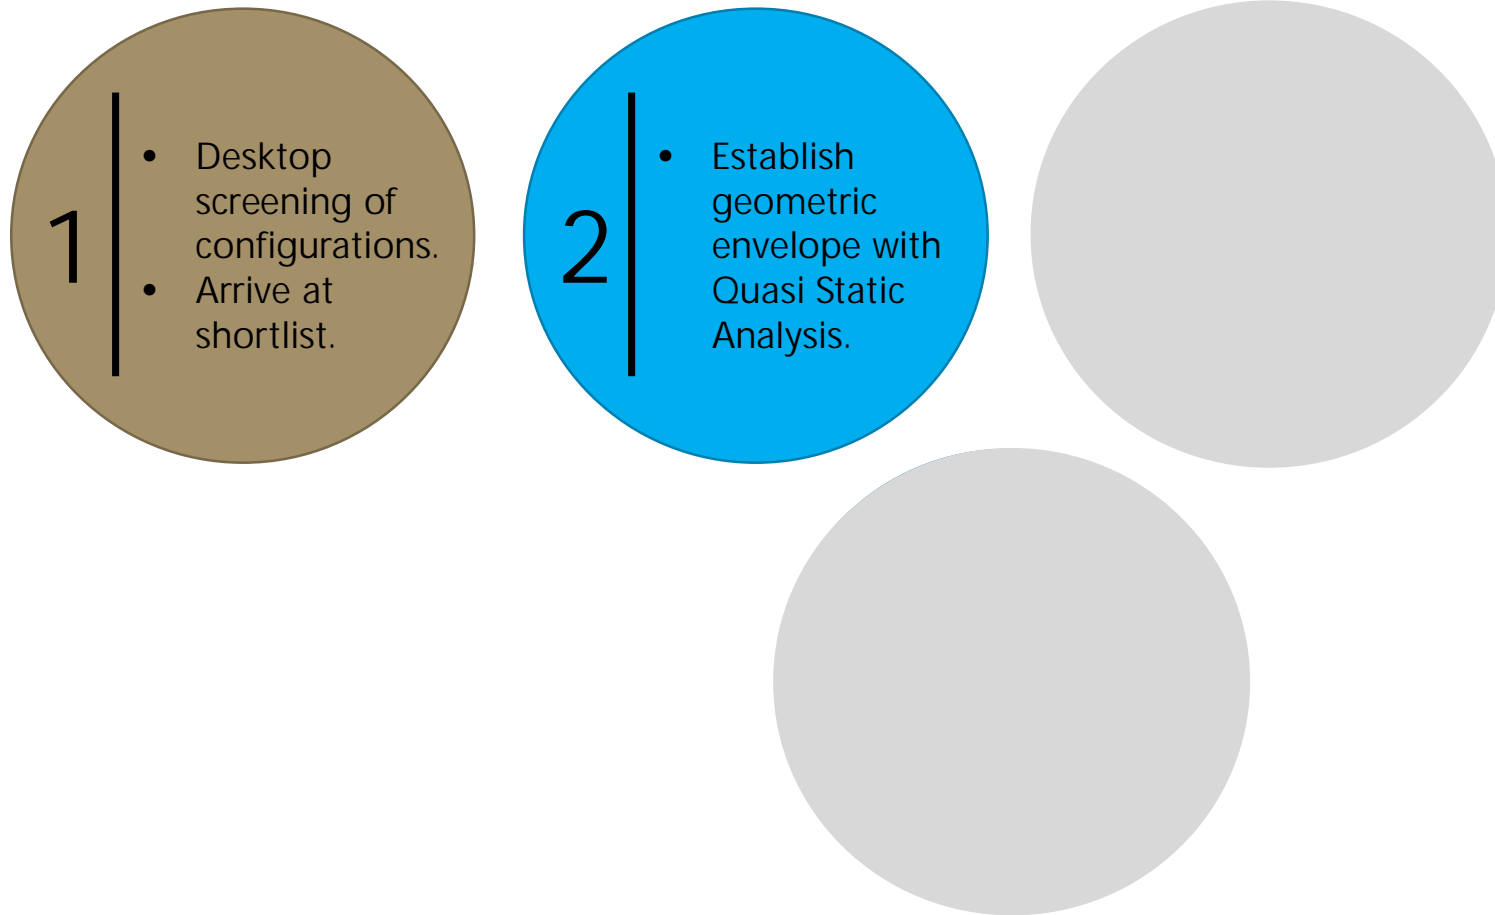 1
• Desktop
screening of
configurations.
• Arrive at
shortlist.
2
• Establish
geometric
envelope with
Quasi Static
Analysis.